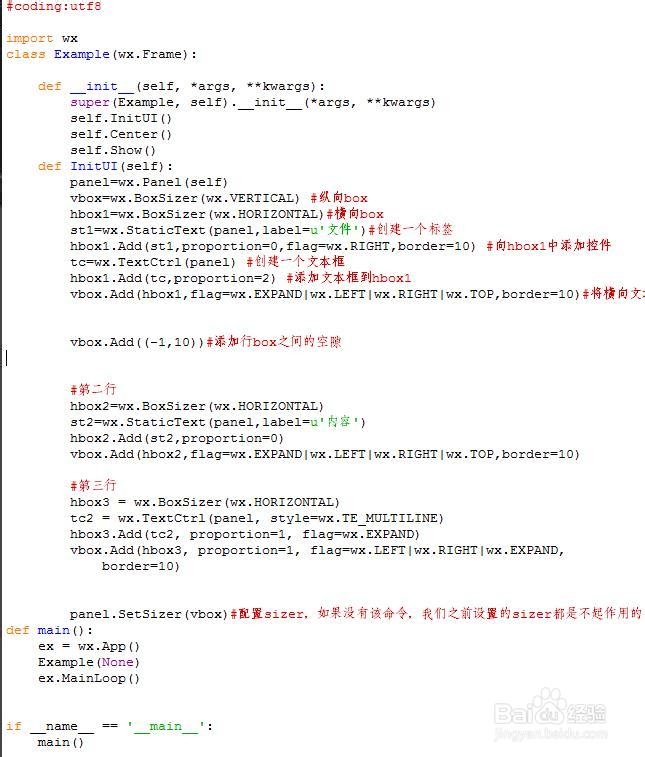 #coding:utf8
import wx
class Example(wx.Frame):
def __init__(self, *args, **kwargs):
super(Example, self).__init__(*args, **kwargs)
self.InitUI()
self.Center()
self.Show()
def InitUI(self):
panel=wx.Panel(self)
vbox=wx.BoxSizer(wx.VERTICAL) #纵向box
hbox1=wx.BoxSizer(wx.HORIZONTAL)#横向box
st1=wx.StaticText(panel,label=u'文件')#创建一个标签
hbox1.Add(st1,proportion=0,flag=wx.RIGHT,border=10) #向hbox1中添加控件
tc=wx.TextCtrl(panel) #创建一个文本框
hbox1.Add(tc,proportion=2) #添加文本框到hbox1
vbox.Add(hbox1,flag=wx.EXPAND|wx.LEFT|wx.RIGHT|wx.TOP,border=10)#将横向文
vbox.Add((-1,10))#添加行box之间的空隙
#第二行
hbox2=wx.BoxSizer(wx.HORIZONTAL)
st2=wx.StaticText(panel,label=u'内容')
hbox2.Add(st2,proportion=0)
vbox.Add(hbox2,flag=wx.EXPAND|wx.LEFT|wx.RIGHT|wx.TOP,border=10)
#第三行
hbox3 = wx.BoxSizer(wx.HORIZONTAL)
tc2 = wx.TextCtrl(panel, style=wx.TE_MULTILINE)
hbox3.Add(tc2, proportion=1, flag=wx.EXPAND)
vbox.Add(hbox3, proportion=1, flag=wx.LEFT|wx.RIGHT|wx.EXPAND,
border=10)
panel.SetSizer(vbox)#配置sizer，如果没有该命令，我们之前设置的sizer都是不起作用的
def main():
ex = wx.App()
Example(None)
ex.MainLoop()
if __name__ == '__main__':
main()
Baidu 经验
jingyan.baidu.com